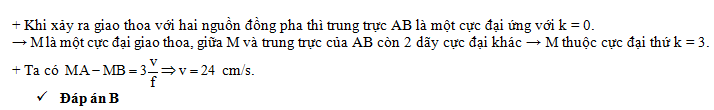 + Khi xảy ra giao thoa với hai nguồn đồng pha thì trung trực AB là một cực đại ứng với k = 0.
→ M là một cực đại giao thoa, giữa M và trung trực của AB còn 2 dãy cực đại khác → M thuộc cực đại thứ k = 3.
+ Ta có MA − MB = 3 v/f ⇒ v = 24 cm/s.
✓ Đáp án B